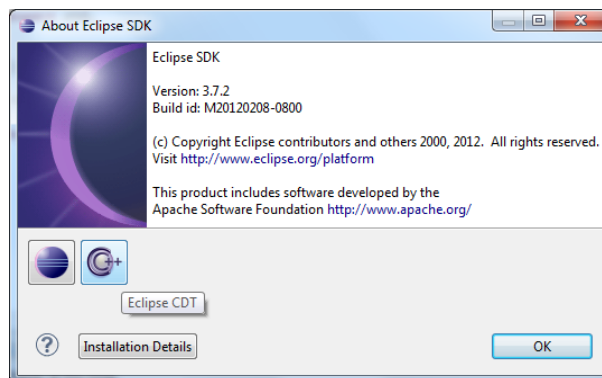 About Eclipse SDK
Eclipse SDK
Version: 3.7.2
Build id: M20120208-0800
(c) Copyright Eclipse contributors and others 2000, 2012.  All rights reserved.
Visit http://www.eclipse.org/platform
This product includes software developed by the
Apache Software Foundation http://www.apache.org/
C++
Eclipse CDT
?
Installation Details
OK